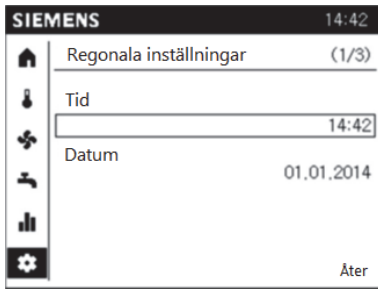 SIEMENS 14:42
Regonala inställningar (1/3)
Tid
14:42
Datum
01.01.2014
Åter